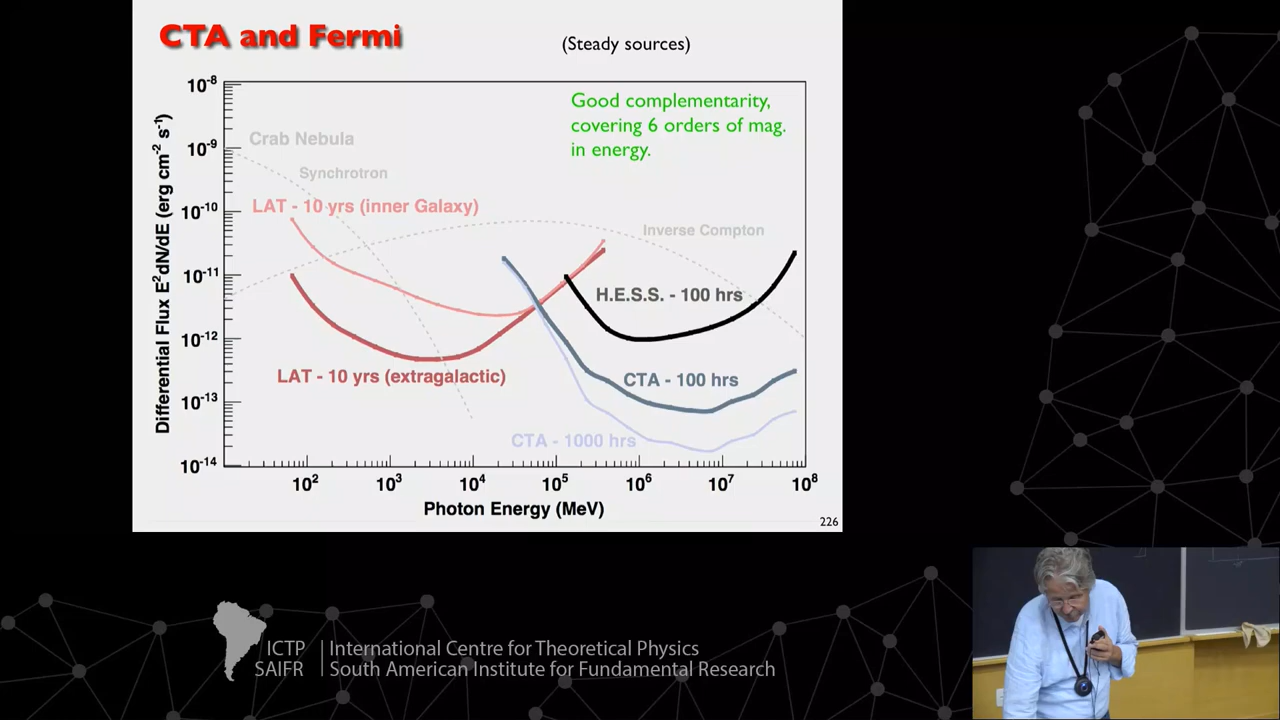 CTA and Fermi
(Steady sources)
Good complementarity,
covering 6 orders of mag.
in energy.
Differential Flux E²dN/dE (erg cm⁻² s⁻¹)
10⁻⁸
10⁻⁹
10⁻¹⁰
10⁻¹¹
10⁻¹²
10⁻¹³
10⁻¹⁴
Crab Nebula
Synchrotron
LAT - 10 yrs (inner Galaxy)
Inverse Compton
H.E.S.S. - 100 hrs
LAT - 10 yrs (extragalactic)
CTA - 100 hrs
CTA - 1000 hrs
10² 10³ 10⁴ 10⁵ 10⁶ 10⁷ 10⁸
Photon Energy (MeV)
226
ICTP International Centre for Theoretical Physics
SAIFR South American Institute for Fundamental Research